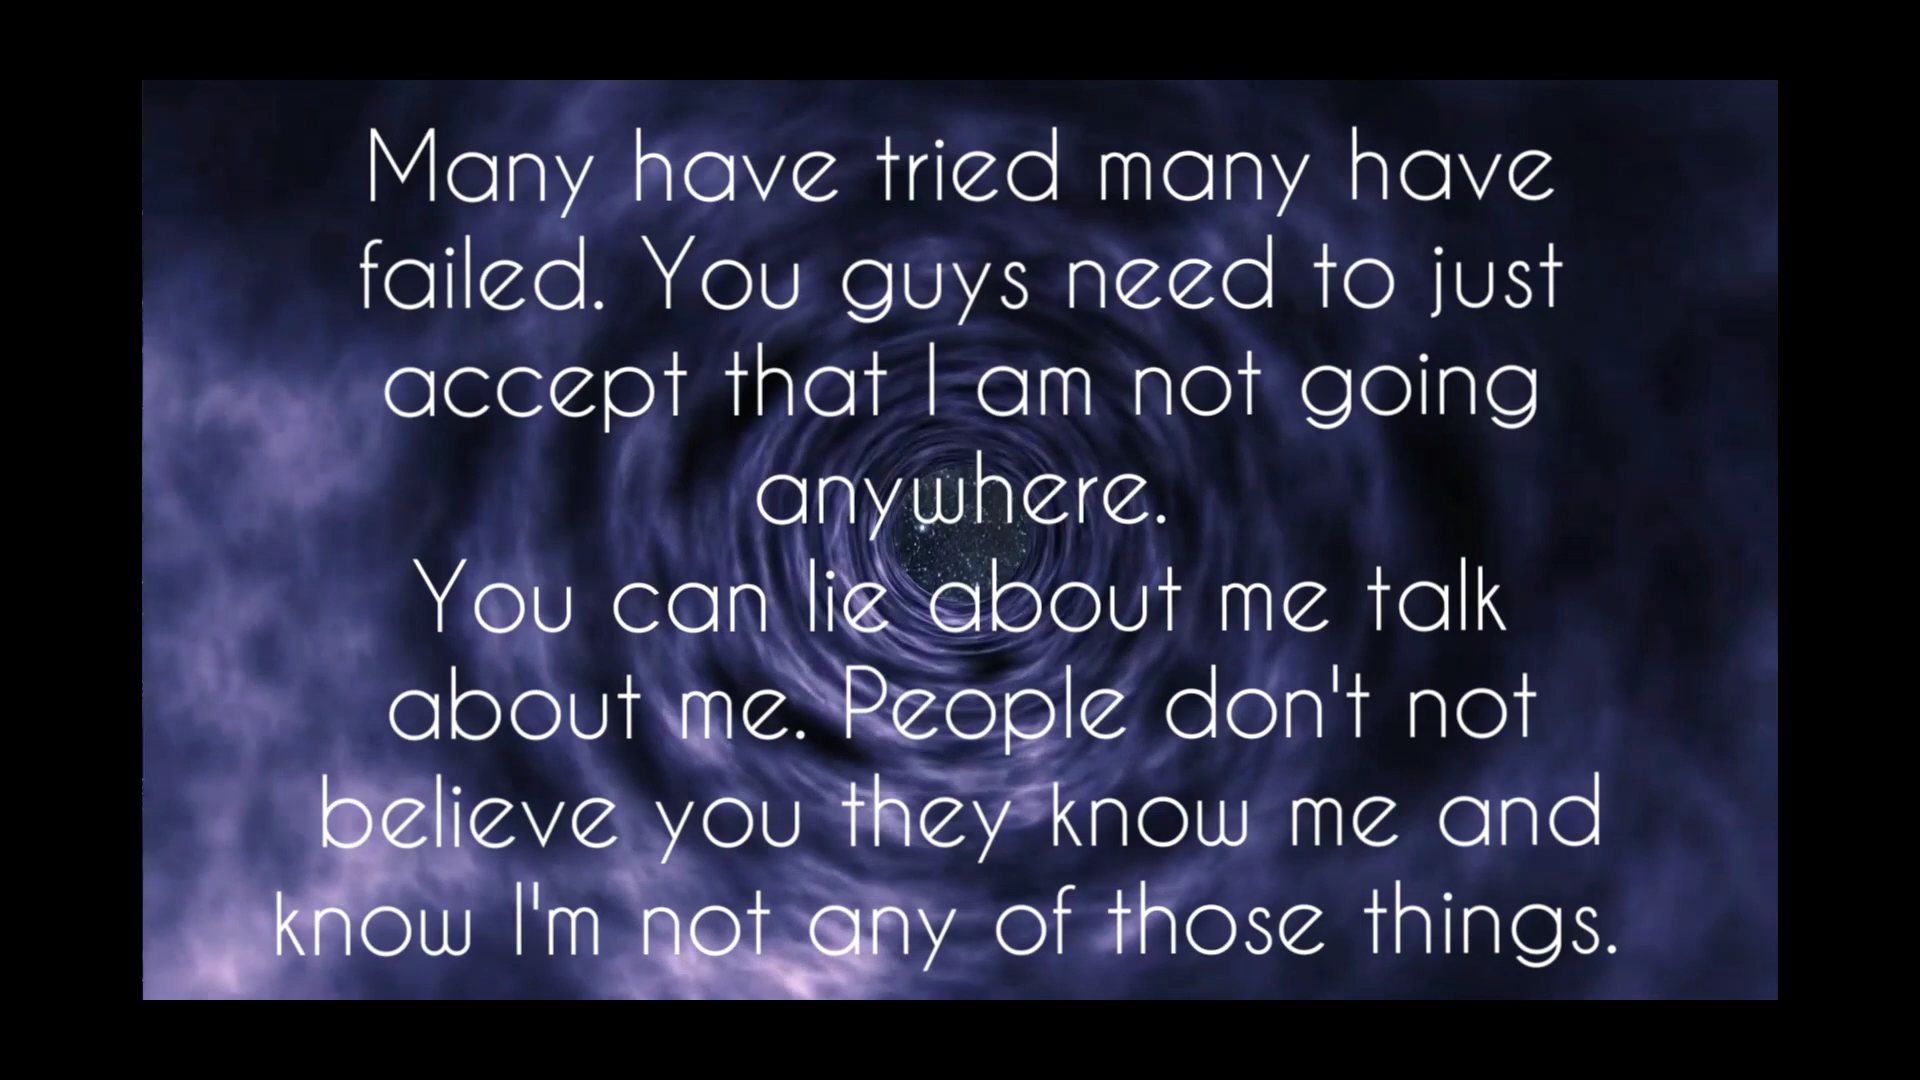 Many have tried many have
failed. You guys need to just
accept that I am not going
anywhere.
You can lie about me talk
about me. People don't not
believe you they know me and
know I'm not any of those things.